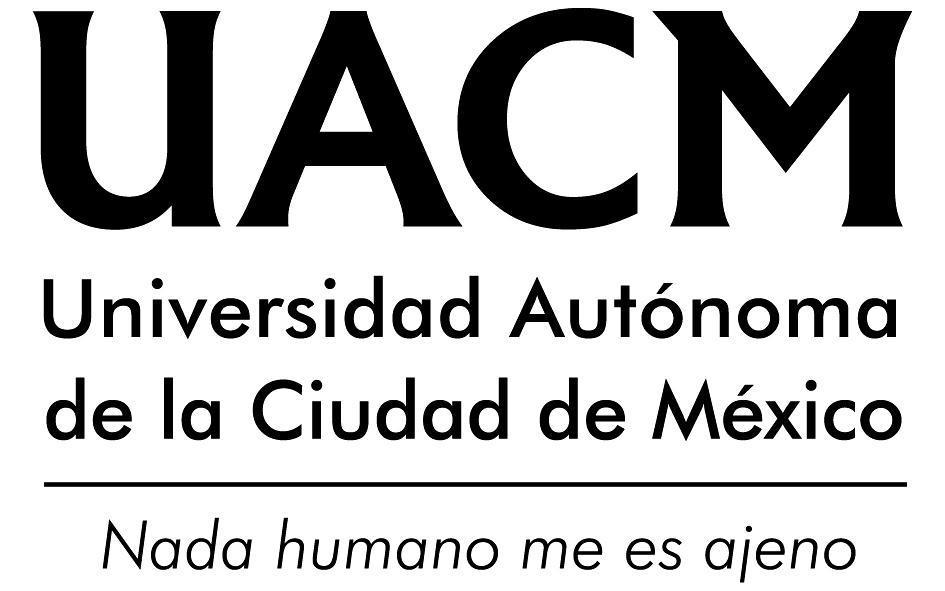 UACM
Universidad Autónoma
de la Ciudad de México
Nada humano me es ajeno